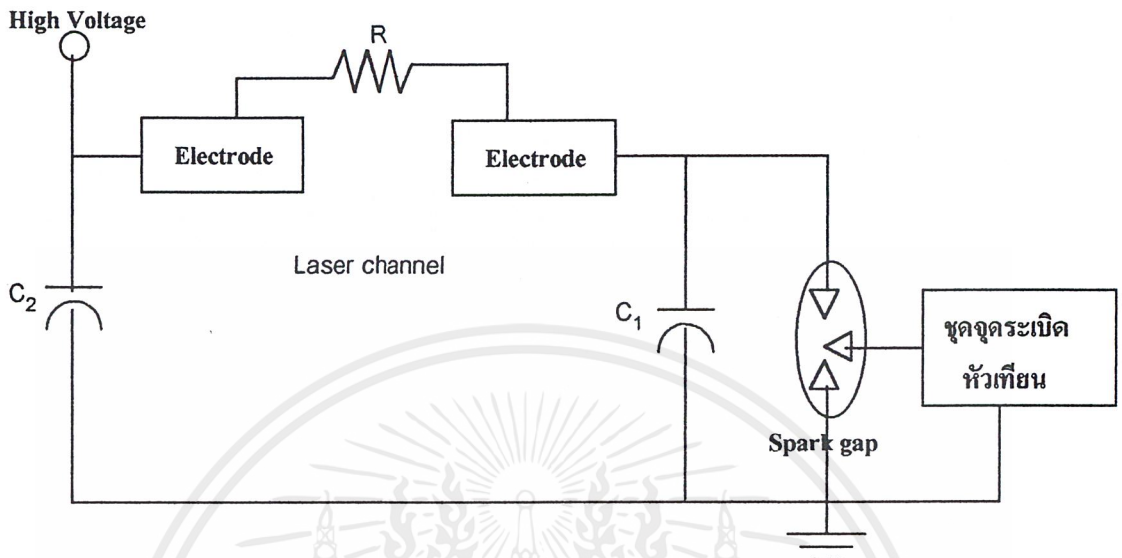 High Voltage
R
Electrode
Electrode
Laser channel
C2
C1
ชุดจุดระเบิด
หัวเทียน
Spark gap